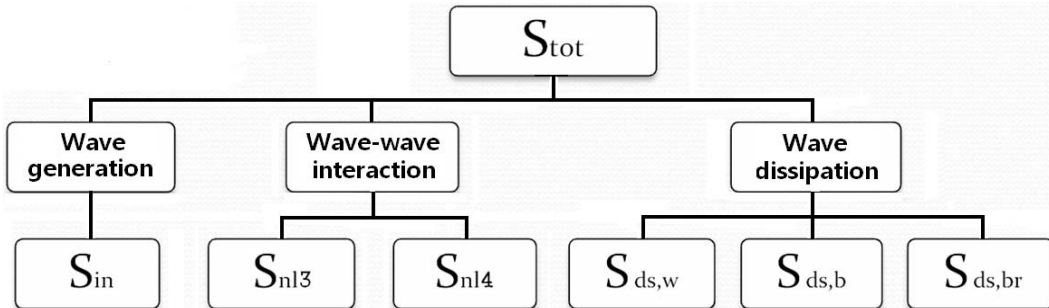 Stot
Wave
generation
Wave-wave
interaction
Wave
dissipation
Sin
Snl3
Snl4
Sds,w
Sds,b
Sds,br